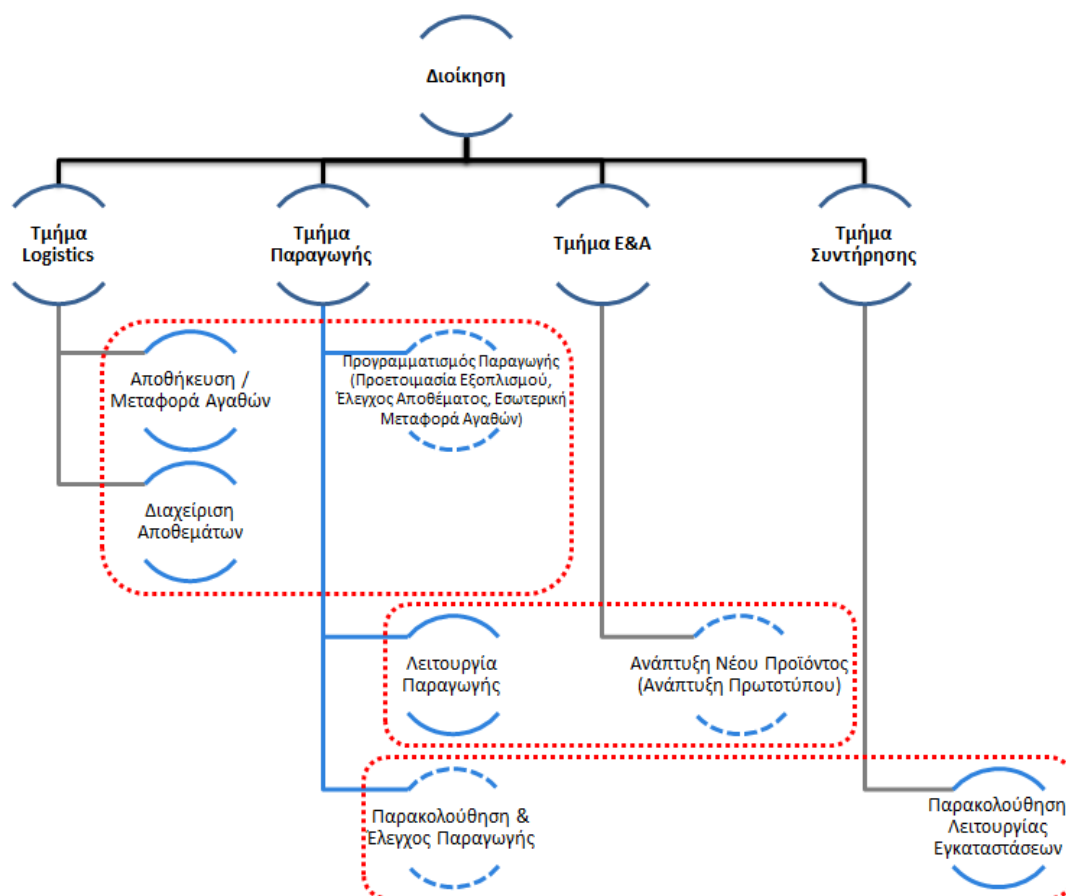 Διοίκηση
Τμήμα
Logistics
Τμήμα
Παραγωγής
Τμήμα Ε&Α
Τμήμα
Συντήρησης
Αποθήκευση /
Μεταφορά Αγαθών
Προγραμματισμός Παραγωγής
(Προετοιμασία Εξοπλισμού,
Έλεγχος Αποθέματος, Εσωτερική
Μεταφορά Αγαθών)
Διαχείριση
Αποθεμάτων
Λειτουργία
Παραγωγής
Ανάπτυξη Νέου Προϊόντος
(Ανάπτυξη Πρωτοτύπου)
Παρακολούθηση &
Έλεγχος Παραγωγής
Παρακολούθηση
Λειτουργίας
Εγκαταστάσεων